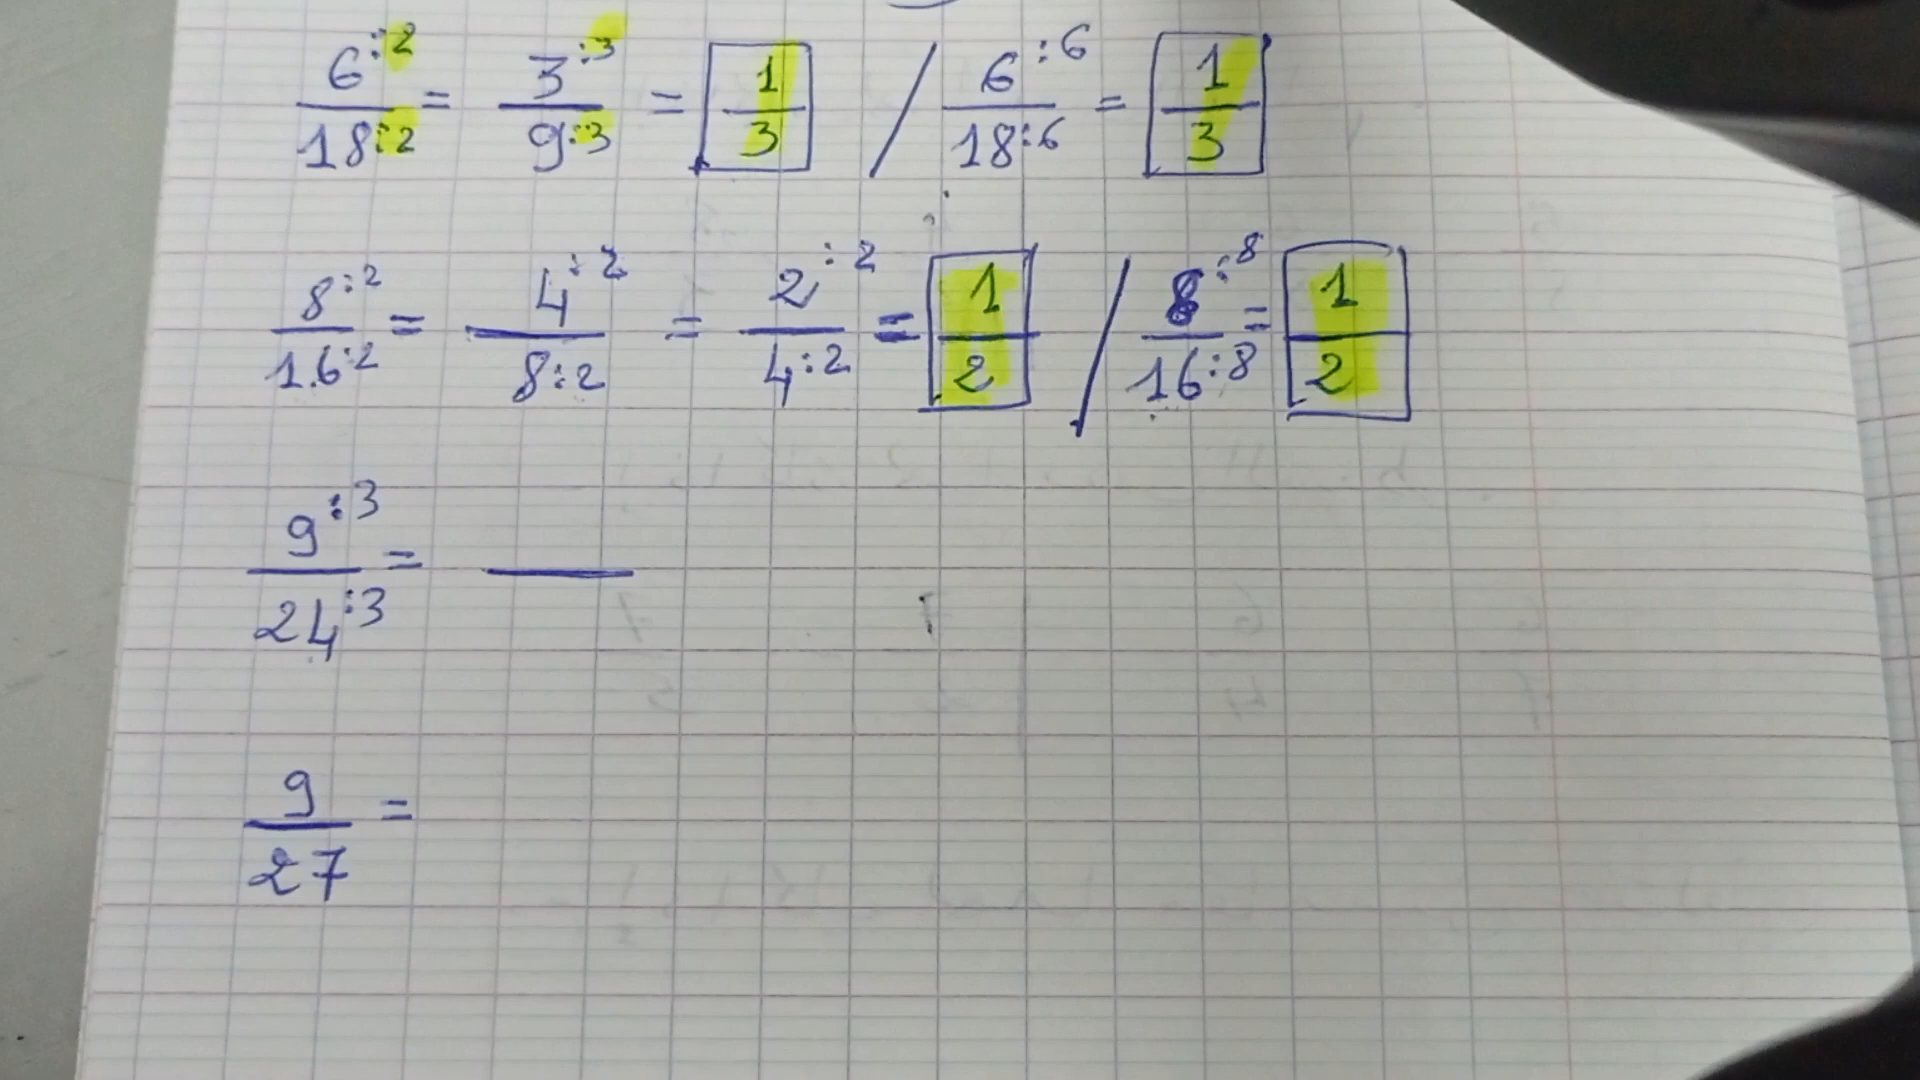 6:2/18:2 = 3:3/9:3 = 1/3 / 6:6/18:6 = 1/3
8:2/16:2 = 4:2/8:2 = 2:2/4:2 = 1/2 / 8:8/16:8 = 1/2
9:3/24:3 =
9/27 =